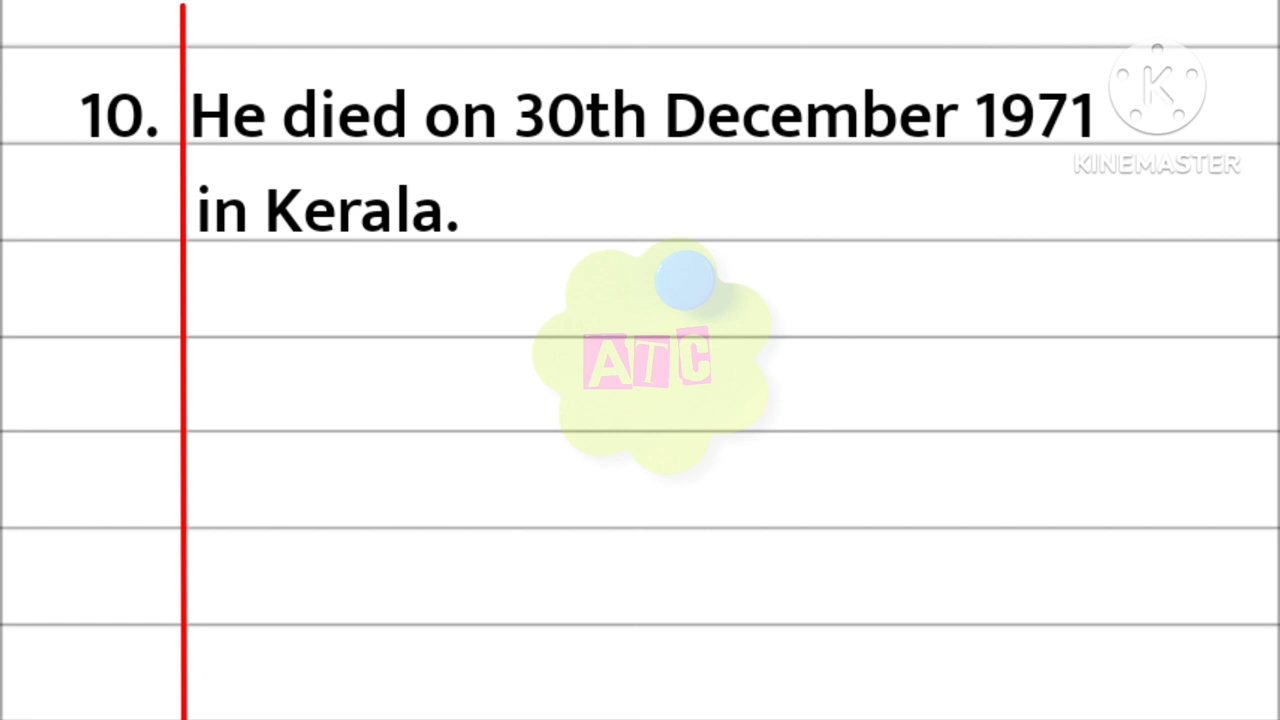 10. He died on 30th December 1971
in Kerala.
K
KINEMASTER
ATC